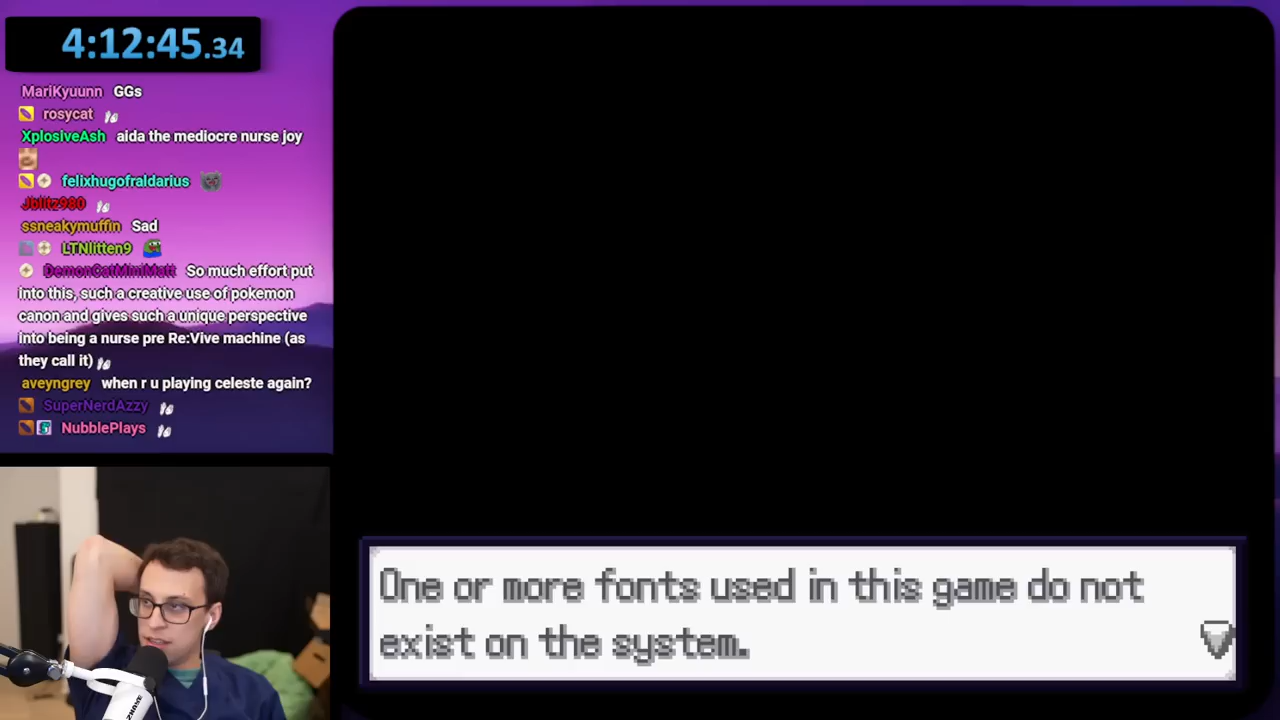 4:12:45.34
MariKyuunn GGs
rosycat
XplosiveAsh aida the mediocre nurse joy
felixhugofraldarius
Jblitz980
ssneakymuffin Sad
LTNlitten9
DemonCatMiniMatt So much effort put
into this, such a creative use of pokemon
canon and gives such a unique perspective
into being a nurse pre Re:Vive machine (as
they call it)
aveyngrey when r u playing celeste again?
SuperNerdAzzy
NubblePlays
One or more fonts used in this game do not
exist on the system.